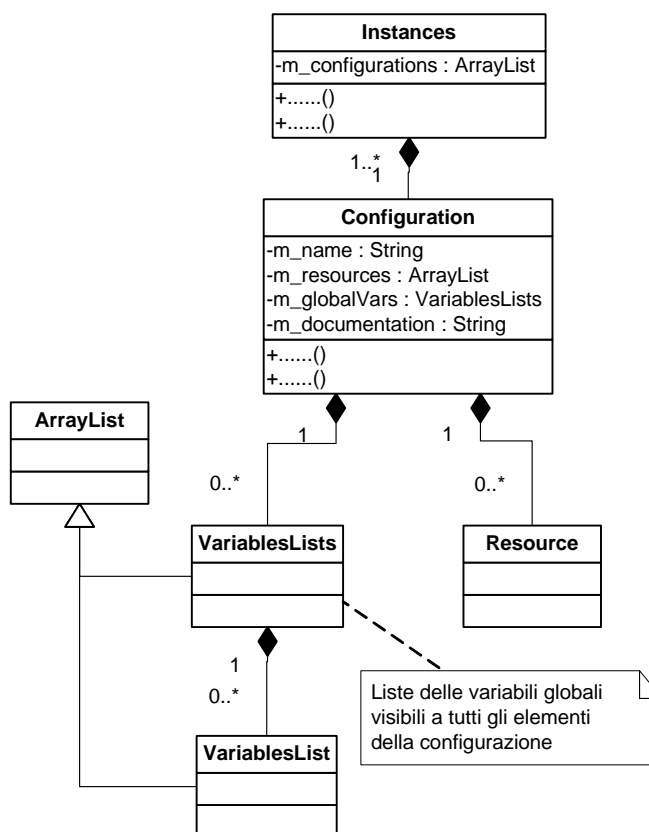 Instances
-m_configurations : ArrayList
+......()
+......()
1..*
1
Configuration
-m_name : String
-m_resources : ArrayList
-m_globalVars : VariablesLists
-m_documentation : String
+......()
+......()
ArrayList
1
1
0..*
0..*
VariablesLists
Resource
1
0..*
Liste delle variabili globali
visibili a tutti gli elementi
della configurazione
VariablesList